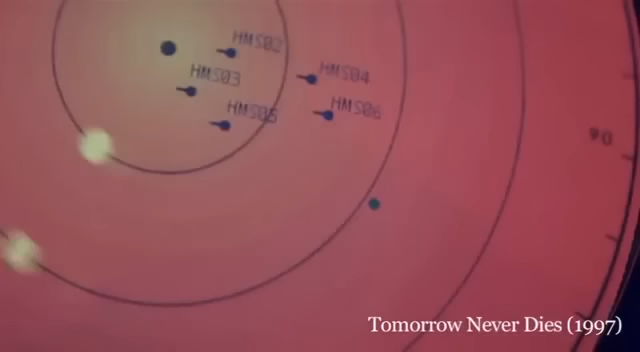 HMS02
HMS04
HMS03
HMS06
HMS05
90
Tomorrow Never Dies (1997)